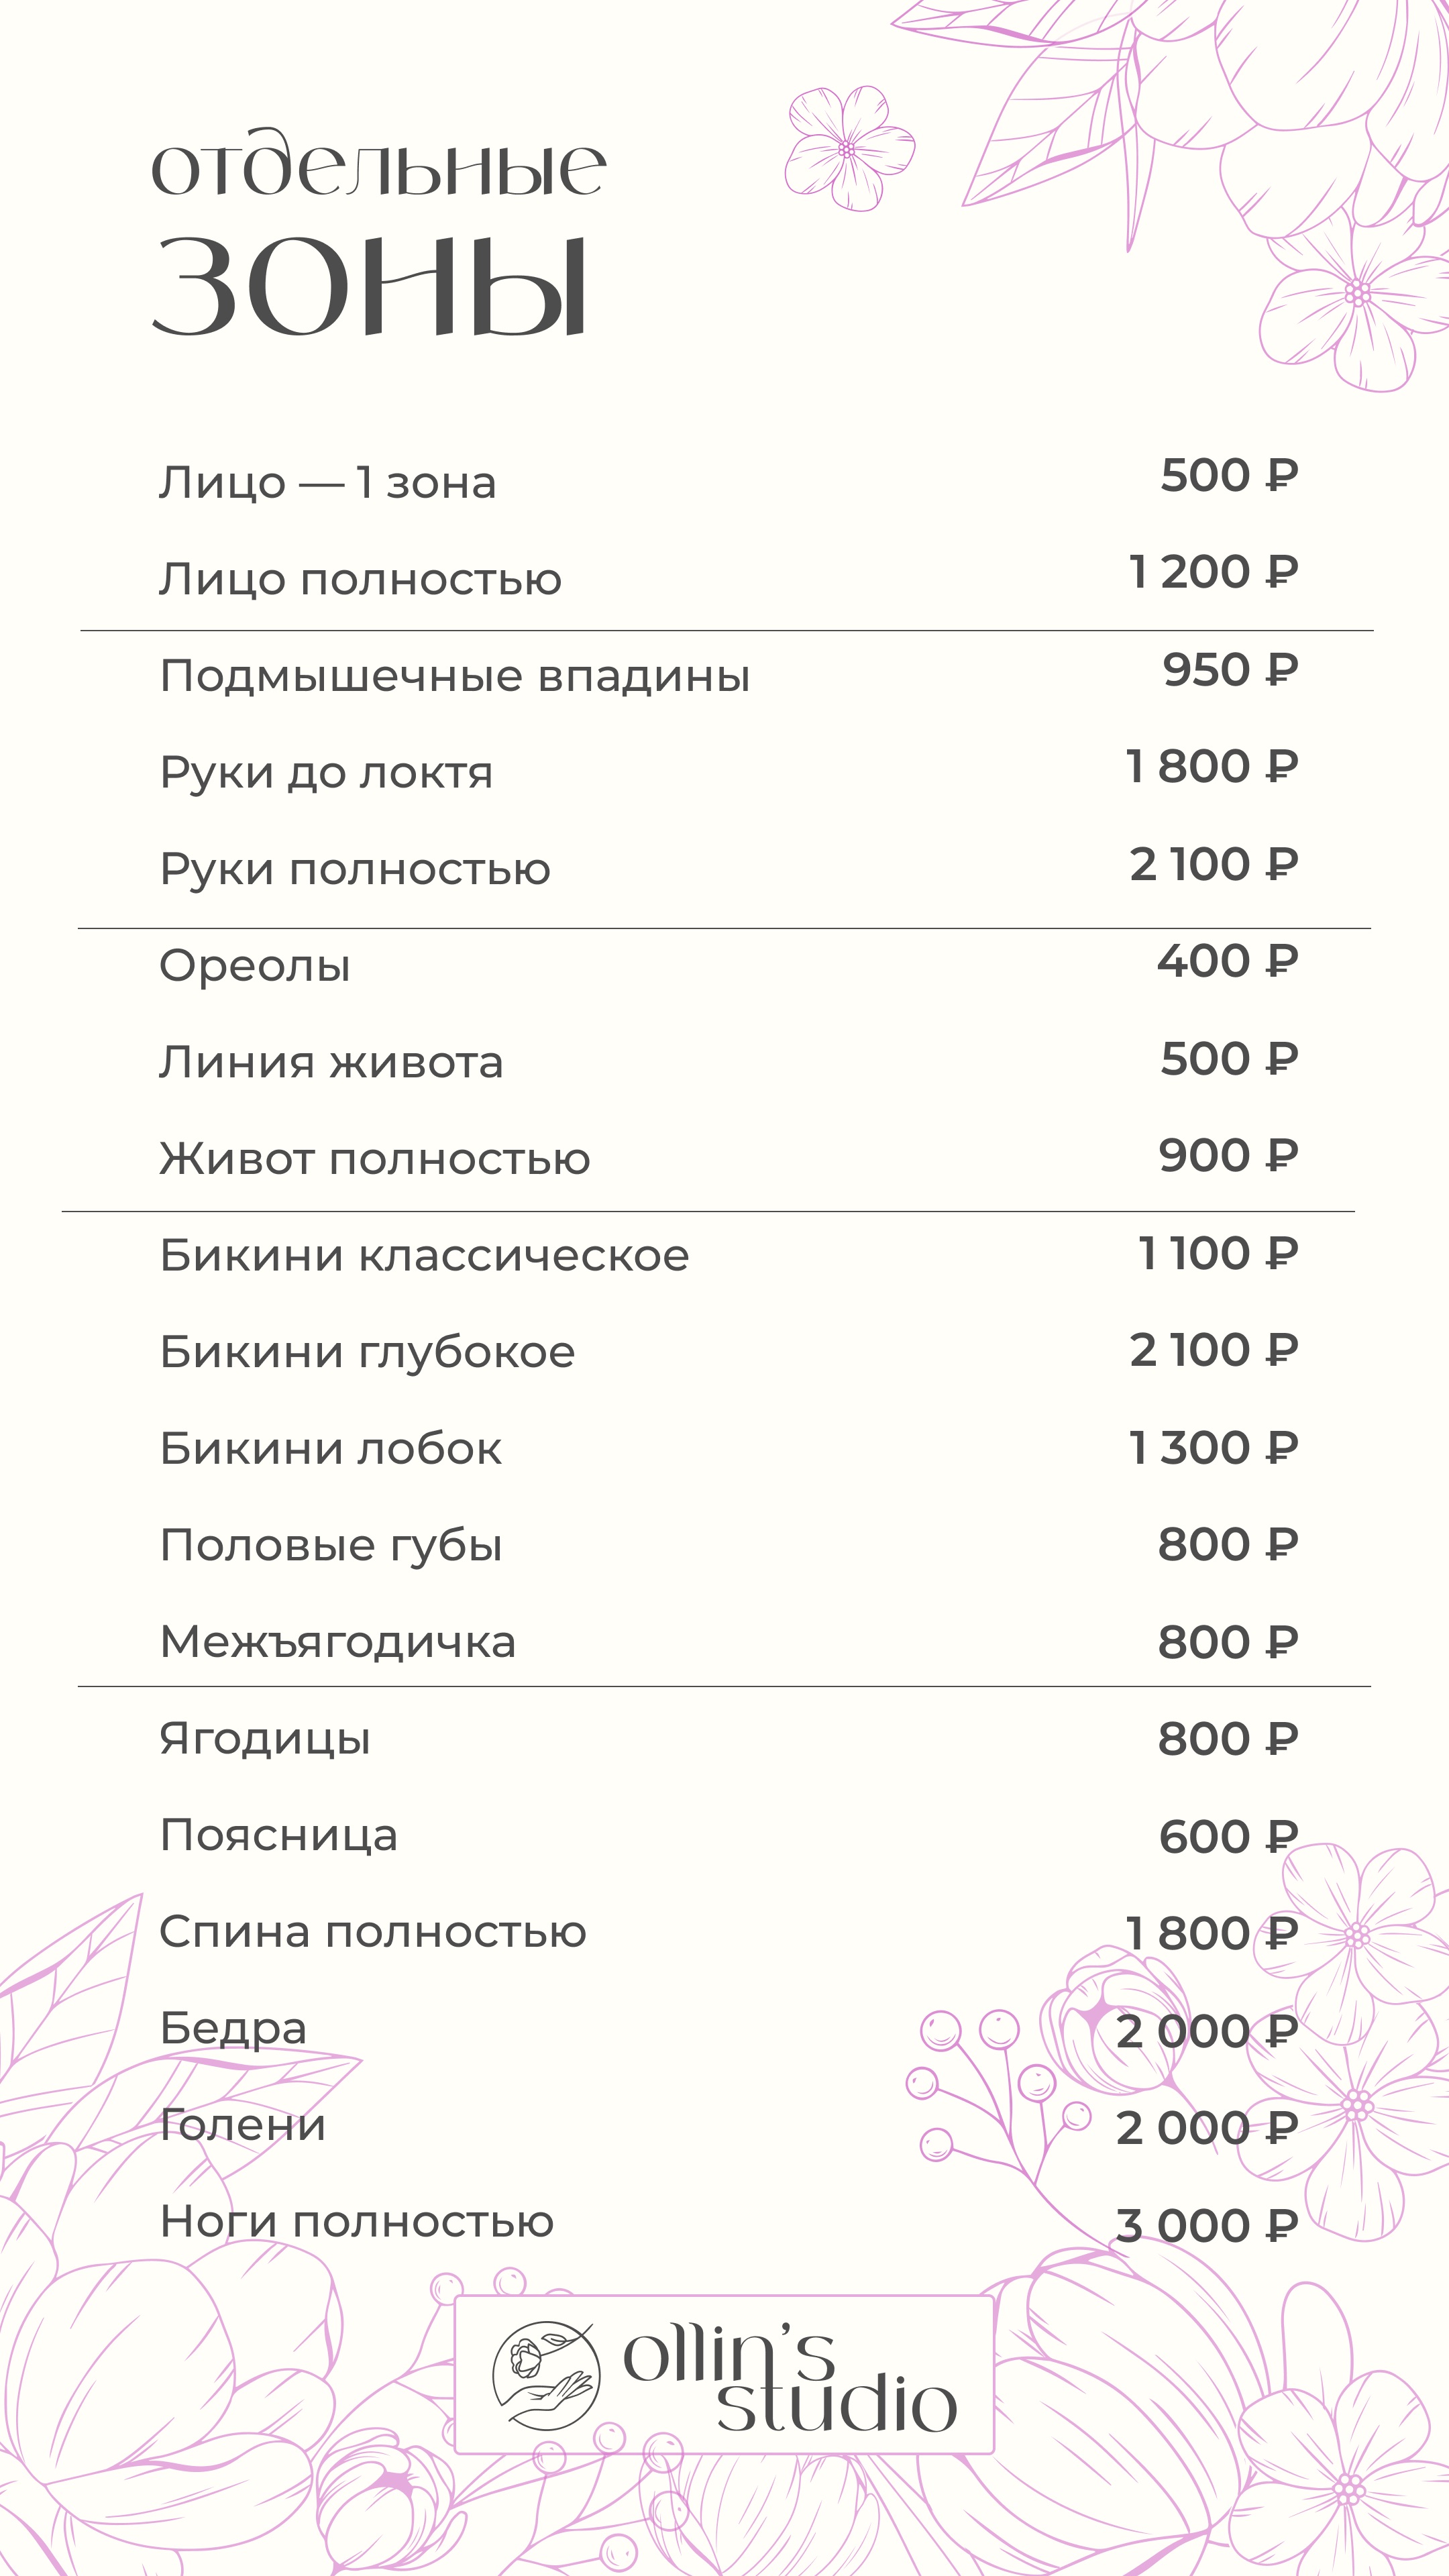 отдельные
зоны
Лицо — 1 зона 500 ₽
Лицо полностью 1 200 ₽
Подмышечные впадины 950 ₽
Руки до локтя 1 800 ₽
Руки полностью 2 100 ₽
Ореолы 400 ₽
Линия живота 500 ₽
Живот полностью 900 ₽
Бикини классическое 1 100 ₽
Бикини глубокое 2 100 ₽
Бикини лобок 1 300 ₽
Половые губы 800 ₽
Межъягодичка 800 ₽
Ягодицы 800 ₽
Поясница 600 ₽
Спина полностью 1 800 ₽
Бедра 2 000 ₽
Голени 2 000 ₽
Ноги полностью 3 000 ₽
ollin's
studio